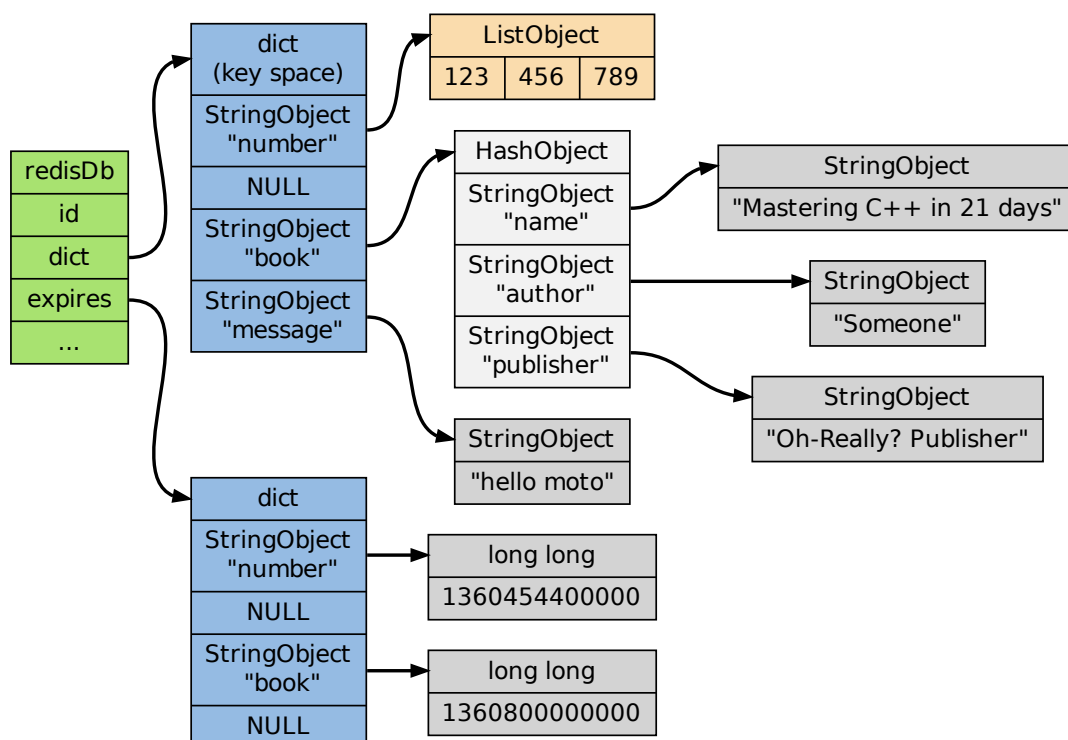 redisDb
id
dict
expires
...
dict
(key space)
StringObject
"number"
NULL
StringObject
"book"
StringObject
"message"
ListObject
123 456 789
HashObject
StringObject
"name"
StringObject
"author"
StringObject
"publisher"
StringObject
"Mastering C++ in 21 days"
StringObject
"Someone"
StringObject
"Oh-Really? Publisher"
StringObject
"hello moto"
dict
StringObject
"number"
NULL
StringObject
"book"
NULL
long long
1360454400000
long long
1360800000000